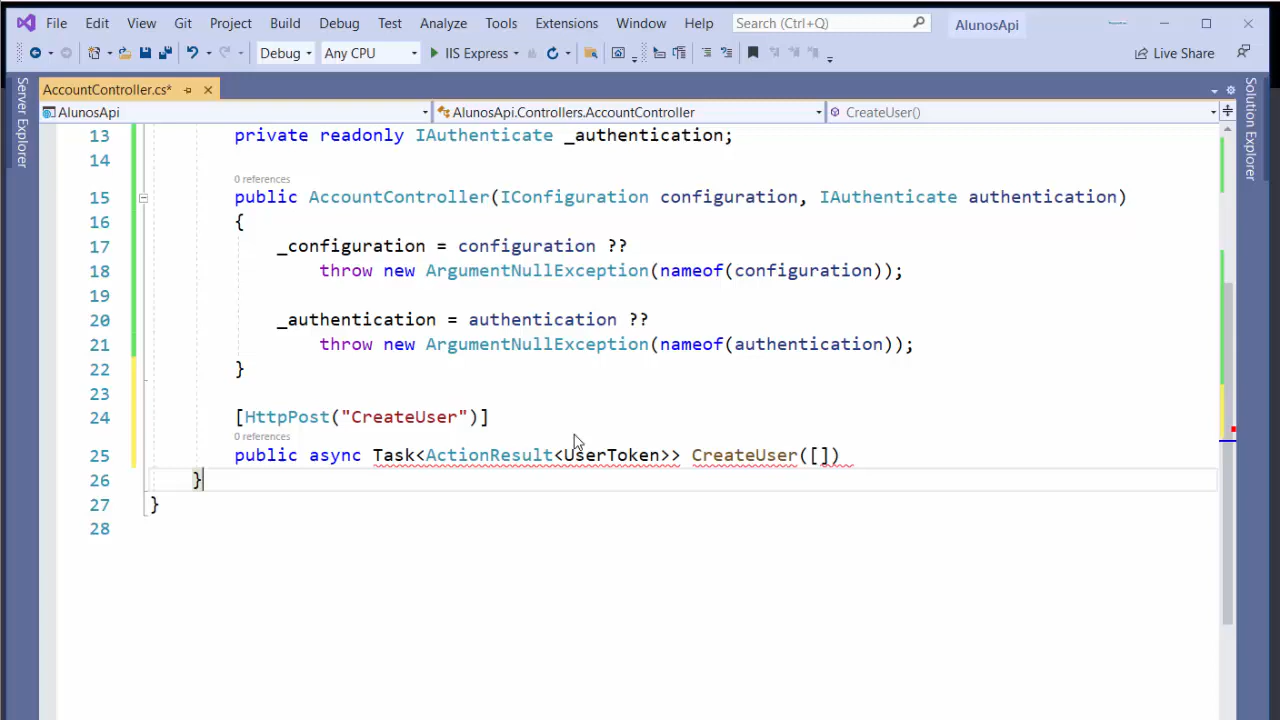 File Edit View Git Project Build Debug Test Analyze Tools Extensions Window Help Search (Ctrl+Q) AlunosApi
Debug Any CPU IIS Express Live Share
Server Explorer
AccountController.cs*
Solution Explorer
AlunosApi AlunosApi.Controllers.AccountController CreateUser()
13 private readonly IAuthenticate _authentication;
14
0 references
15 public AccountController(IConfiguration configuration, IAuthenticate authentication)
16 {
17 _configuration = configuration ??
18 throw new ArgumentNullException(nameof(configuration));
19
20 _authentication = authentication ??
21 throw new ArgumentNullException(nameof(authentication));
22 }
23
24 [HttpPost("CreateUser")]
0 references
25 public async Task<ActionResult<UserToken>> CreateUser([])
26 }
27 }
28